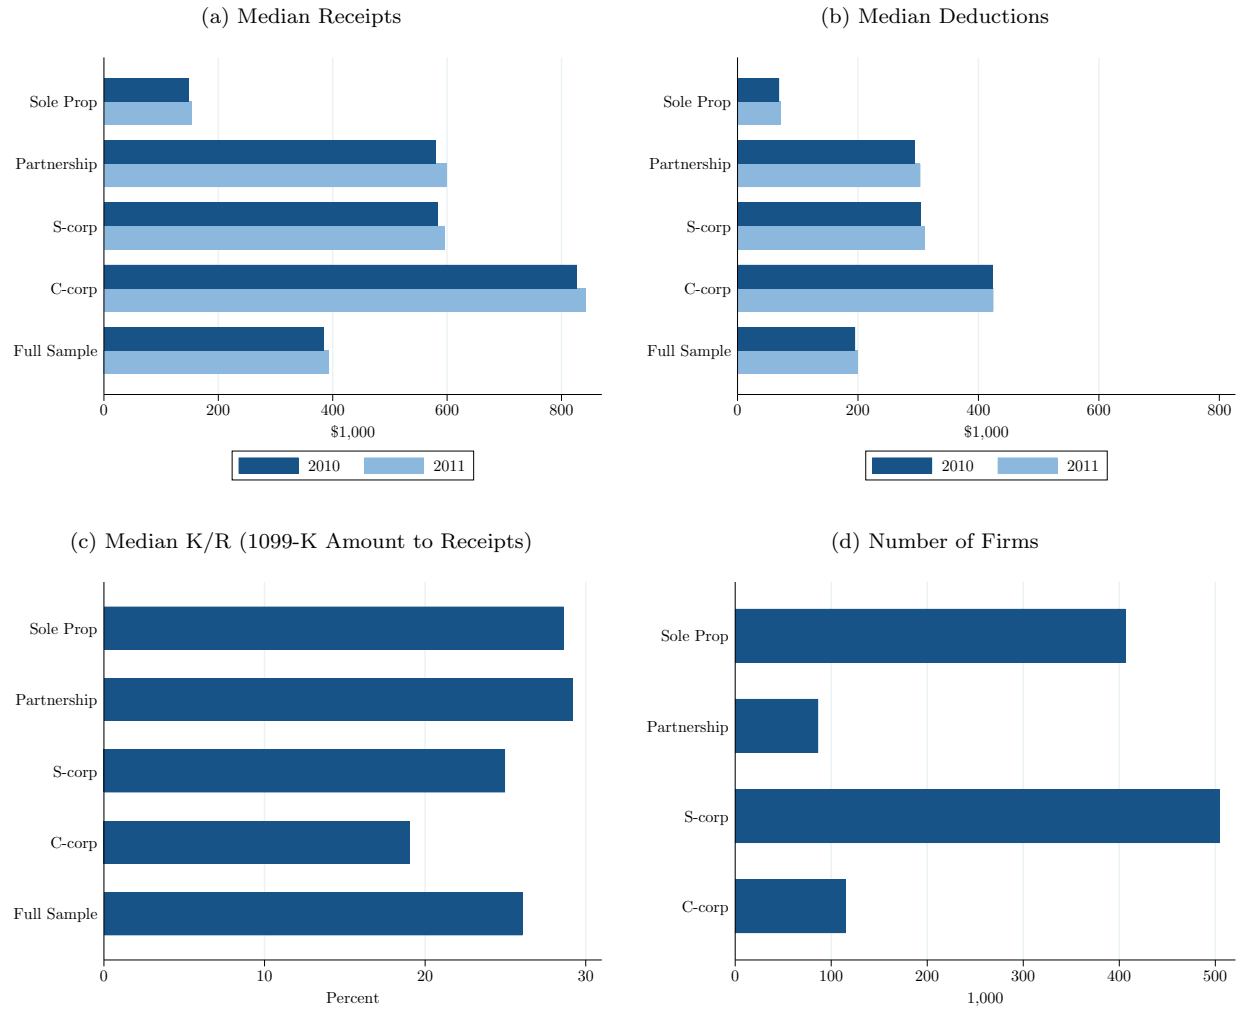 (a) Median Receipts
Sole Prop
Partnership
S-corp
C-corp
Full Sample
0 200 400 600 800
$1,000
2010 2011
(b) Median Deductions
Sole Prop
Partnership
S-corp
C-corp
Full Sample
0 200 400 600 800
$1,000
2010 2011
(c) Median K/R (1099-K Amount to Receipts)
Sole Prop
Partnership
S-corp
C-corp
Full Sample
0 10 20 30
Percent
(d) Number of Firms
Sole Prop
Partnership
S-corp
C-corp
0 100 200 300 400 500
1,000